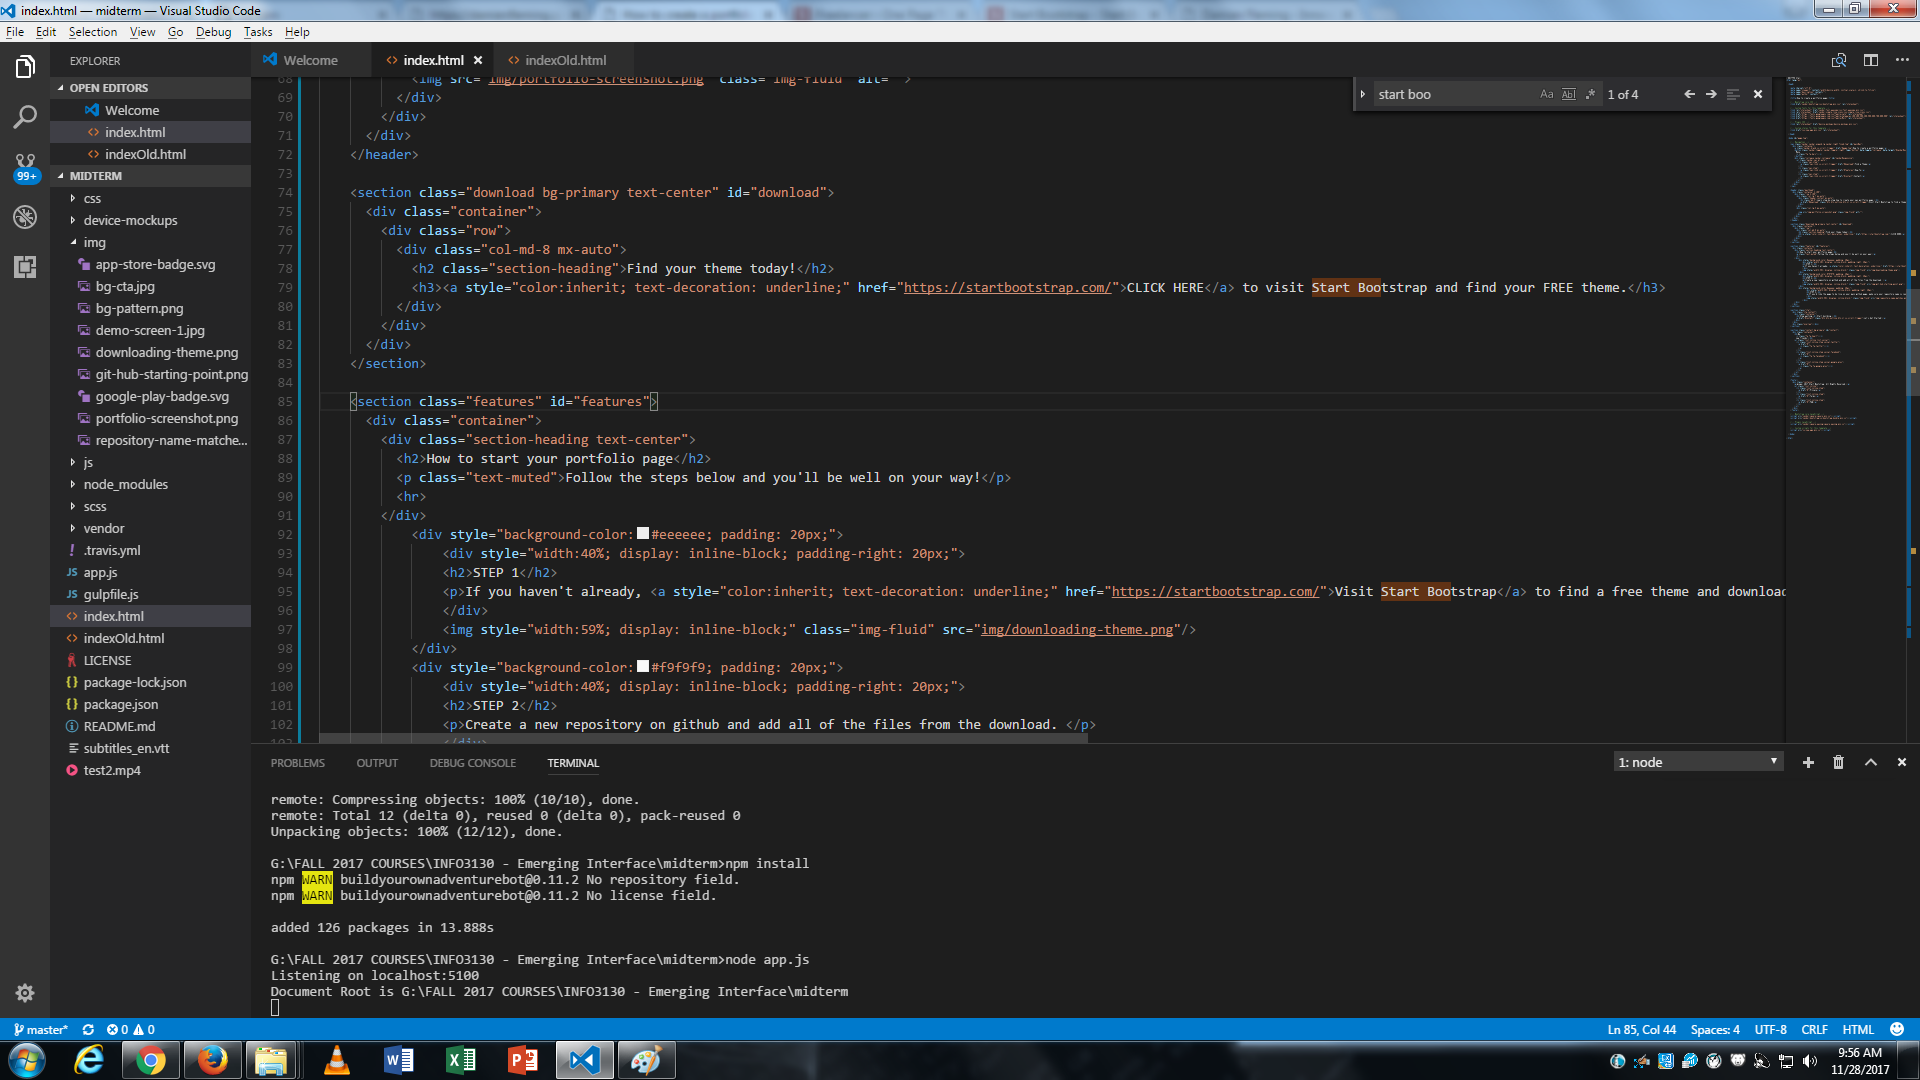 index.html — midterm — Visual Studio Code
File Edit Selection View Go Debug Tasks Help
EXPLORER
OPEN EDITORS
Welcome
index.html
indexOld.html
99+
MIDTERM
css
device-mockups
img
app-store-badge.svg
bg-cta.jpg
bg-pattern.png
demo-screen-1.jpg
downloading-theme.png
git-hub-starting-point.png
google-play-badge.svg
portfolio-screenshot.png
repository-name-matche...
js
node_modules
scss
vendor
.travis.yml
JS app.js
JS gulpfile.js
index.html
indexOld.html
LICENSE
package-lock.json
package.json
README.md
subtitles_en.vtt
test2.mp4
Welcome index.html indexOld.html
start boo Aa Abl .* 1 of 4
68 <img src="img/portfolio-screenshot.png" class="img-fluid" alt="">
69 </div>
70 </div>
71 </div>
72 </header>
73
74 <section class="download bg-primary text-center" id="download">
75 <div class="container">
76 <div class="row">
77 <div class="col-md-8 mx-auto">
78 <h2 class="section-heading">Find your theme today!</h2>
79 <h3><a style="color:inherit; text-decoration: underline;" href="https://startbootstrap.com/">CLICK HERE</a> to visit Start Bootstrap and find your FREE theme.</h3>
80 </div>
81 </div>
82 </div>
83 </section>
84
85 <section class="features" id="features">
86 <div class="container">
87 <div class="section-heading text-center">
88 <h2>How to start your portfolio page</h2>
89 <p class="text-muted">Follow the steps below and you'll be well on your way!</p>
90 <hr>
91 </div>
92 <div style="background-color:#eeeeee; padding: 20px;">
93 <div style="width:40%; display: inline-block; padding-right: 20px;">
94 <h2>STEP 1</h2>
95 <p>If you haven't already, <a style="color:inherit; text-decoration: underline;" href="https://startbootstrap.com/">Visit Start Bootstrap</a> to find a free theme and download
96 </div>
97 <img style="width:59%; display: inline-block;" class="img-fluid" src="img/downloading-theme.png"/>
98 </div>
99 <div style="background-color:#f9f9f9; padding: 20px;">
100 <div style="width:40%; display: inline-block; padding-right: 20px;">
101 <h2>STEP 2</h2>
102 <p>Create a new repository on github and add all of the files from the download. </p>
103 </div>
PROBLEMS OUTPUT DEBUG CONSOLE TERMINAL 1: node
remote: Compressing objects: 100% (10/10), done.
remote: Total 12 (delta 0), reused 0 (delta 0), pack-reused 0
Unpacking objects: 100% (12/12), done.
G:\FALL 2017 COURSES\INFO3130 - Emerging Interface\midterm>npm install
npm WARN buildyourownadventurebot@0.11.2 No repository field.
npm WARN buildyourownadventurebot@0.11.2 No license field.
added 126 packages in 13.888s
G:\FALL 2017 COURSES\INFO3130 - Emerging Interface\midterm>node app.js
Listening on localhost:5100
Document Root is G:\FALL 2017 COURSES\INFO3130 - Emerging Interface\midterm
master* 0 0 Ln 85, Col 44 Spaces: 4 UTF-8 CRLF HTML
9:56 AM
11/28/2017